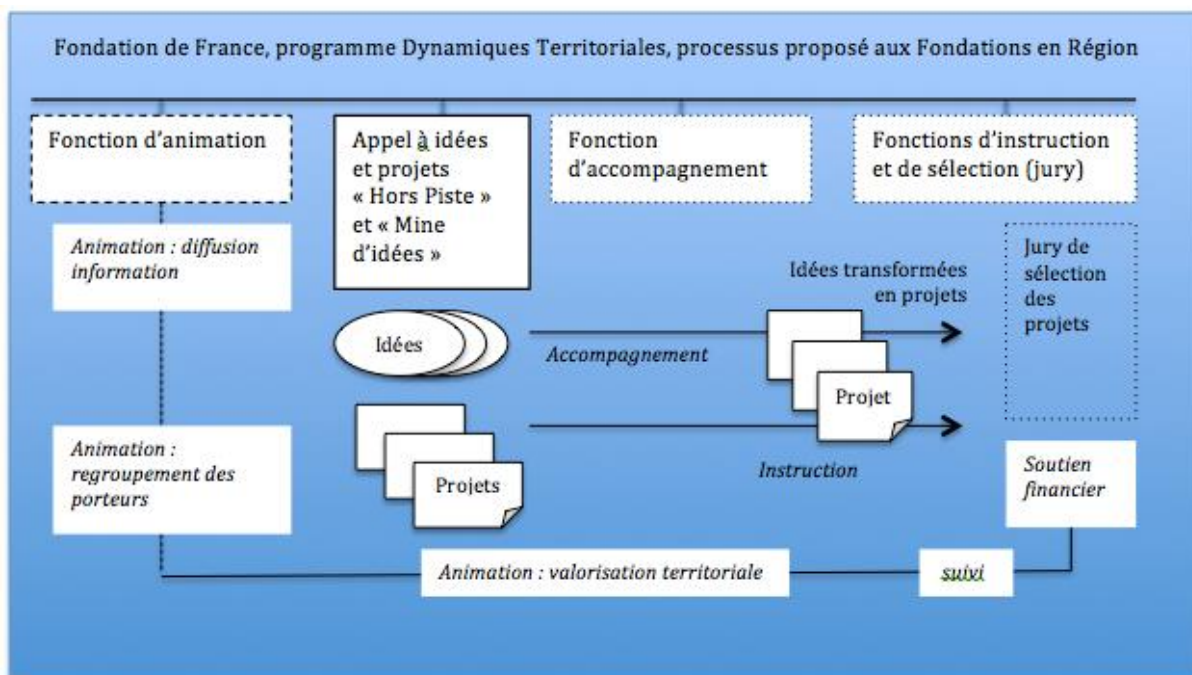 Fondation de France, programme Dynamiques Territoriales, processus proposé aux Fondations en Région
Fonction d'animation
Appel à idées
et projets
« Hors Piste »
et « Mine
d'idées »
Fonction
d'accompagnement
Fonctions d'instruction
et de sélection (jury)
Animation : diffusion
information
Idées transformées
en projets
Jury de
sélection
des
projets
Idées
Accompagnement
Projet
Animation :
regroupement des
porteurs
Projets
Instruction
Soutien
financier
Animation : valorisation territoriale
suivi